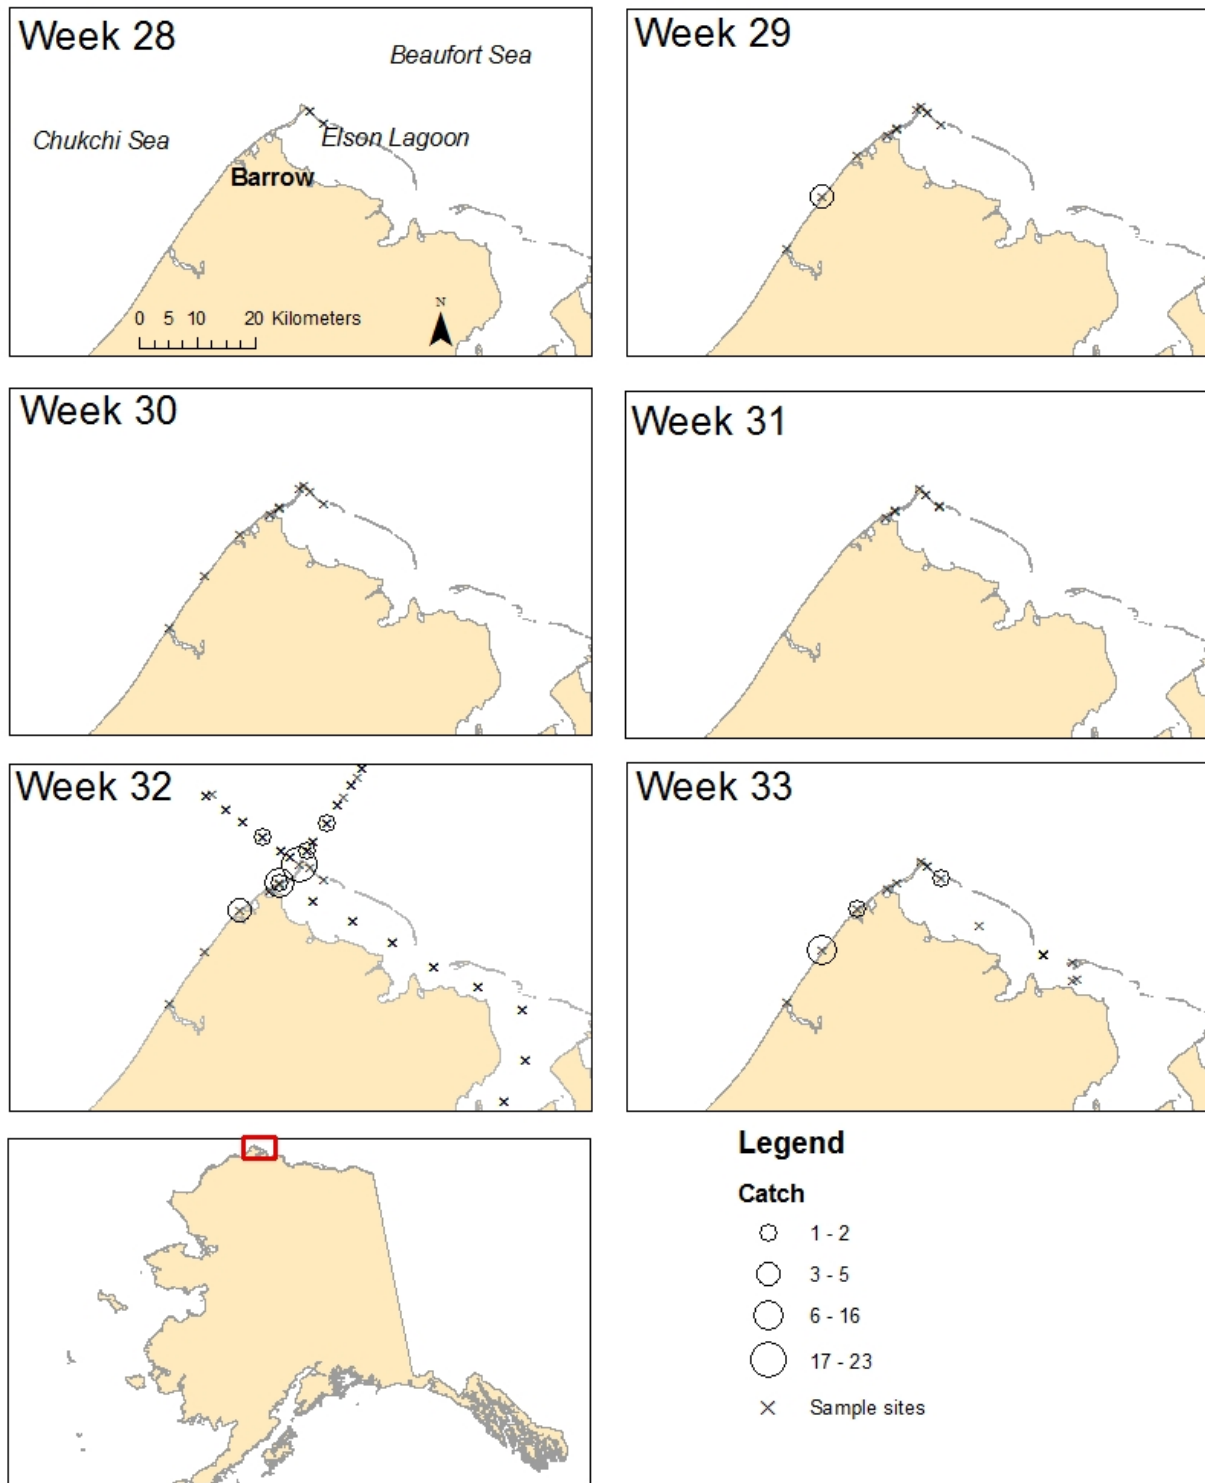 Week 28
Beaufort Sea
Chukchi Sea
Elson Lagoon
Barrow
N
0 5 10 20 Kilometers
Week 29
Week 30
Week 31
Week 32
Week 33
Legend
Catch
1 - 2
3 - 5
6 - 16
17 - 23
Sample sites